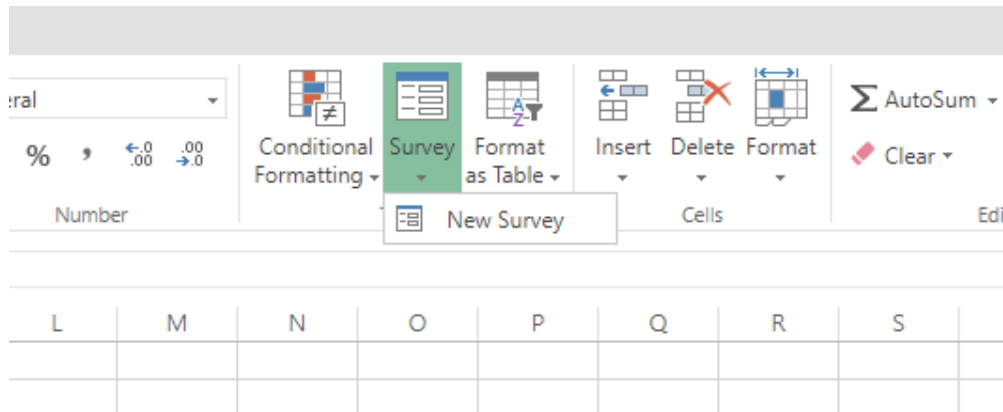 eral
Conditional Formatting
Survey
Format as Table
Insert
Delete
Format
AutoSum
% , .0 .00 .00 .0
Clear
Number
New Survey
Cells
Edi
L M N O P Q R S